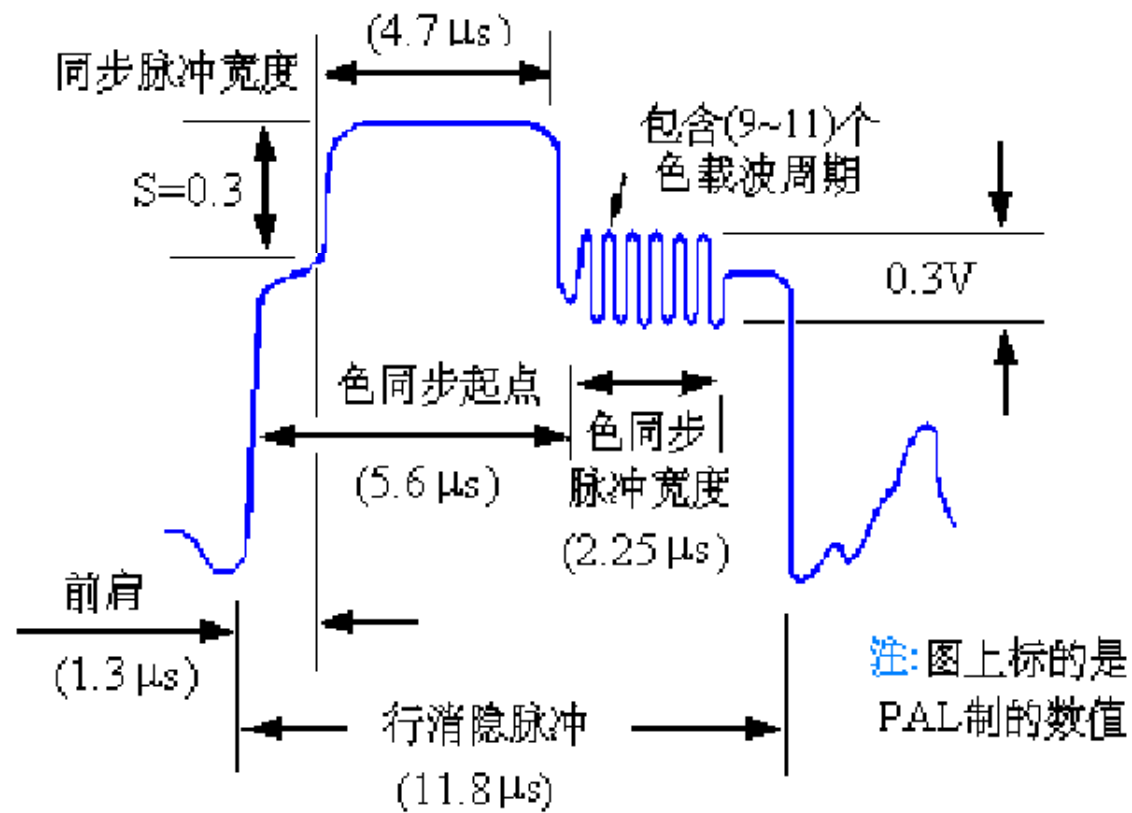 (4.7 μs)
同步脉冲宽度
包含(9~11)个
色载波周期
S=0.3
0.3V
色同步起点
(5.6 μs)
色同步
脉冲宽度
(2.25 μs)
前肩
(1.3 μs)
注:图上标的是
PAL制的数值
行消隐脉冲
(11.8 μs)